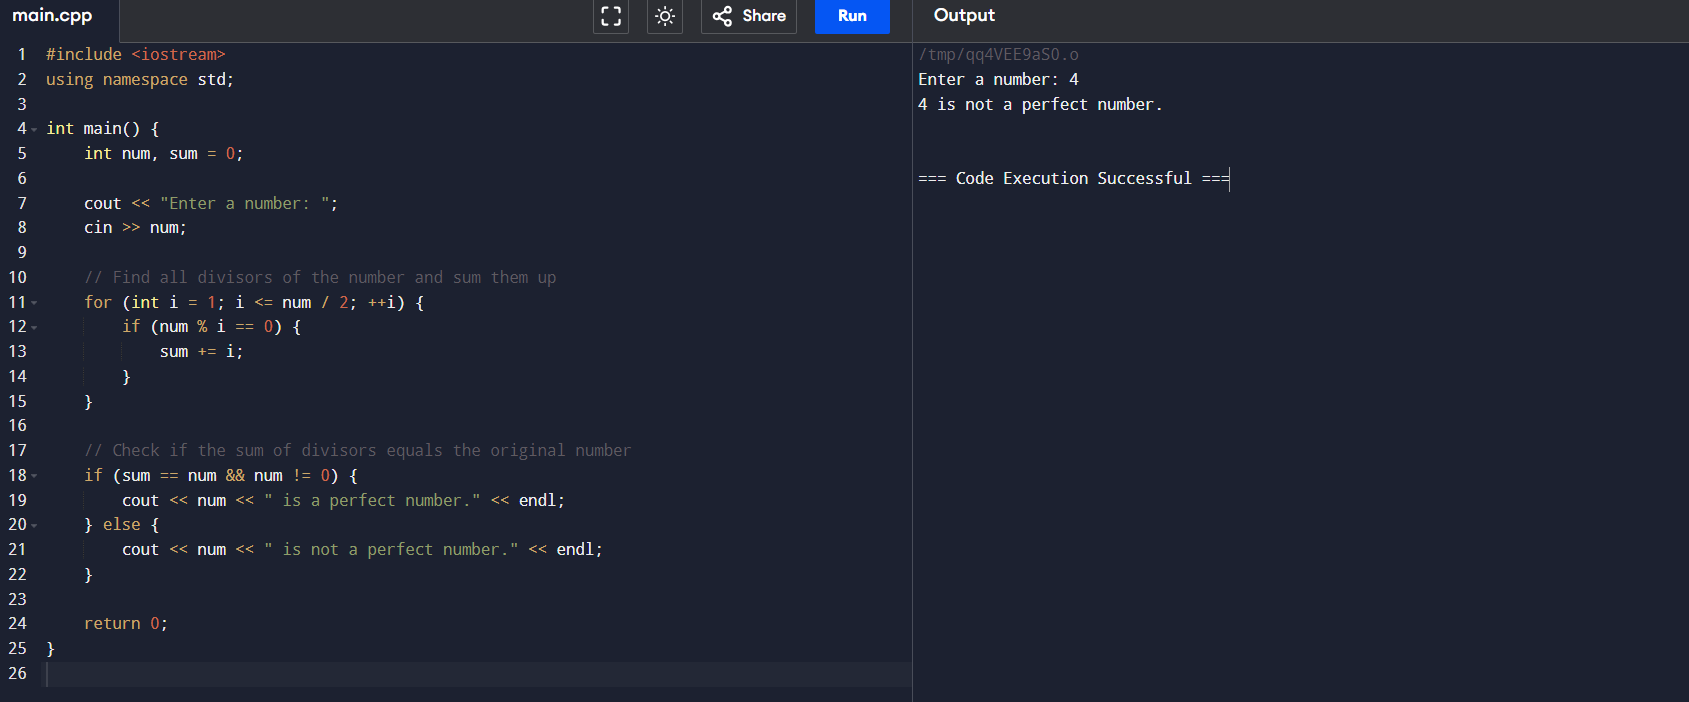 main.cpp
Share
Run
Output
1 #include <iostream>
2 using namespace std;
3
4 int main() {
5     int num, sum = 0;
6
7     cout << "Enter a number: ";
8     cin >> num;
9
10     // Find all divisors of the number and sum them up
11     for (int i = 1; i <= num / 2; ++i) {
12         if (num % i == 0) {
13             sum += i;
14         }
15     }
16
17     // Check if the sum of divisors equals the original number
18     if (sum == num && num != 0) {
19         cout << num << " is a perfect number." << endl;
20     } else {
21         cout << num << " is not a perfect number." << endl;
22     }
23
24     return 0;
25 }
26
/tmp/qq4VEE9aSO.o
Enter a number: 4
4 is not a perfect number.
=== Code Execution Successful ===